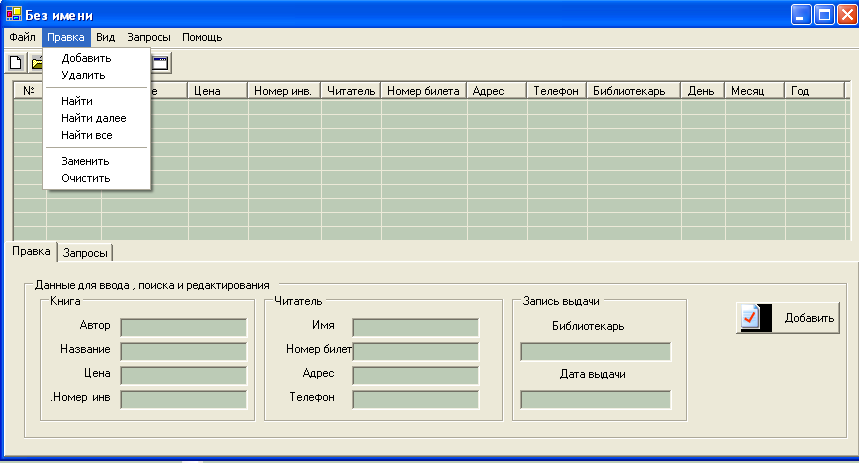 Без имени
Файл Правка Вид Запросы Помощь
Добавить
Удалить
Найти
Найти далее
Найти все
Заменить
Очистить
№ е Цена Номер инв. Читатель Номер билета Адрес Телефон Библиотекарь День Месяц Год
Правка Запросы
Данные для ввода , поиска и редактирования
Книга Читатель Запись выдачи
Автор Имя Библиотекарь Добавить
Название Номер билет
Цена Адрес Дата выдачи
.Номер инв Телефон